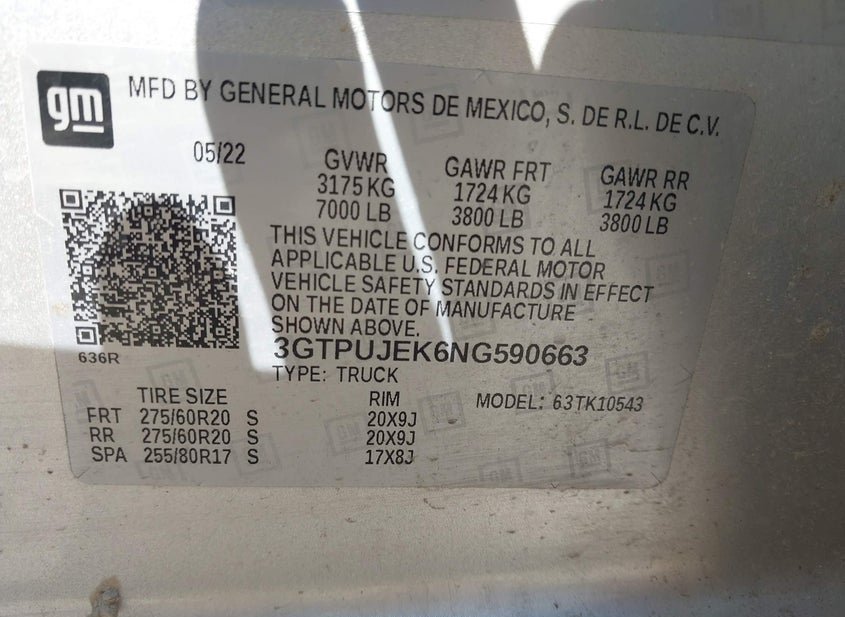 gm
MFD BY GENERAL MOTORS DE MEXICO, S. DE R.L. DE C.V.
05/22
GVWR GAWR FRT GAWR RR
3175 KG 1724 KG 1724 KG
7000 LB 3800 LB 3800 LB
THIS VEHICLE CONFORMS TO ALL
APPLICABLE U.S. FEDERAL MOTOR
VEHICLE SAFETY STANDARDS IN EFFECT
ON THE DATE OF MANUFACTURE
SHOWN ABOVE.
636R
3GTPUJEK6NG590663
TYPE: TRUCK
TIRE SIZE RIM MODEL: 63TK10543
FRT 275/60R20 S 20X9J
RR 275/60R20 S 20X9J
SPA 255/80R17 S 17X8J